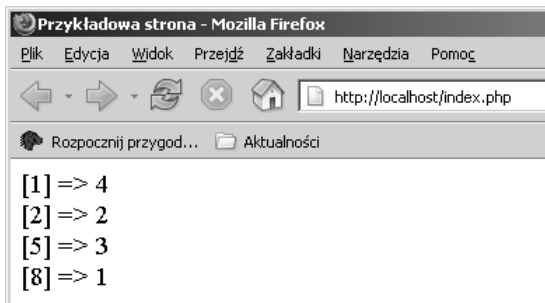 Przykładowa strona - Mozilla Firefox
Plik Edycja Widok Przejdź Zakładki Narzędzia Pomoc
http://localhost/index.php
Rozpocznij przygod... Aktualności
[1] => 4
[2] => 2
[5] => 3
[8] => 1